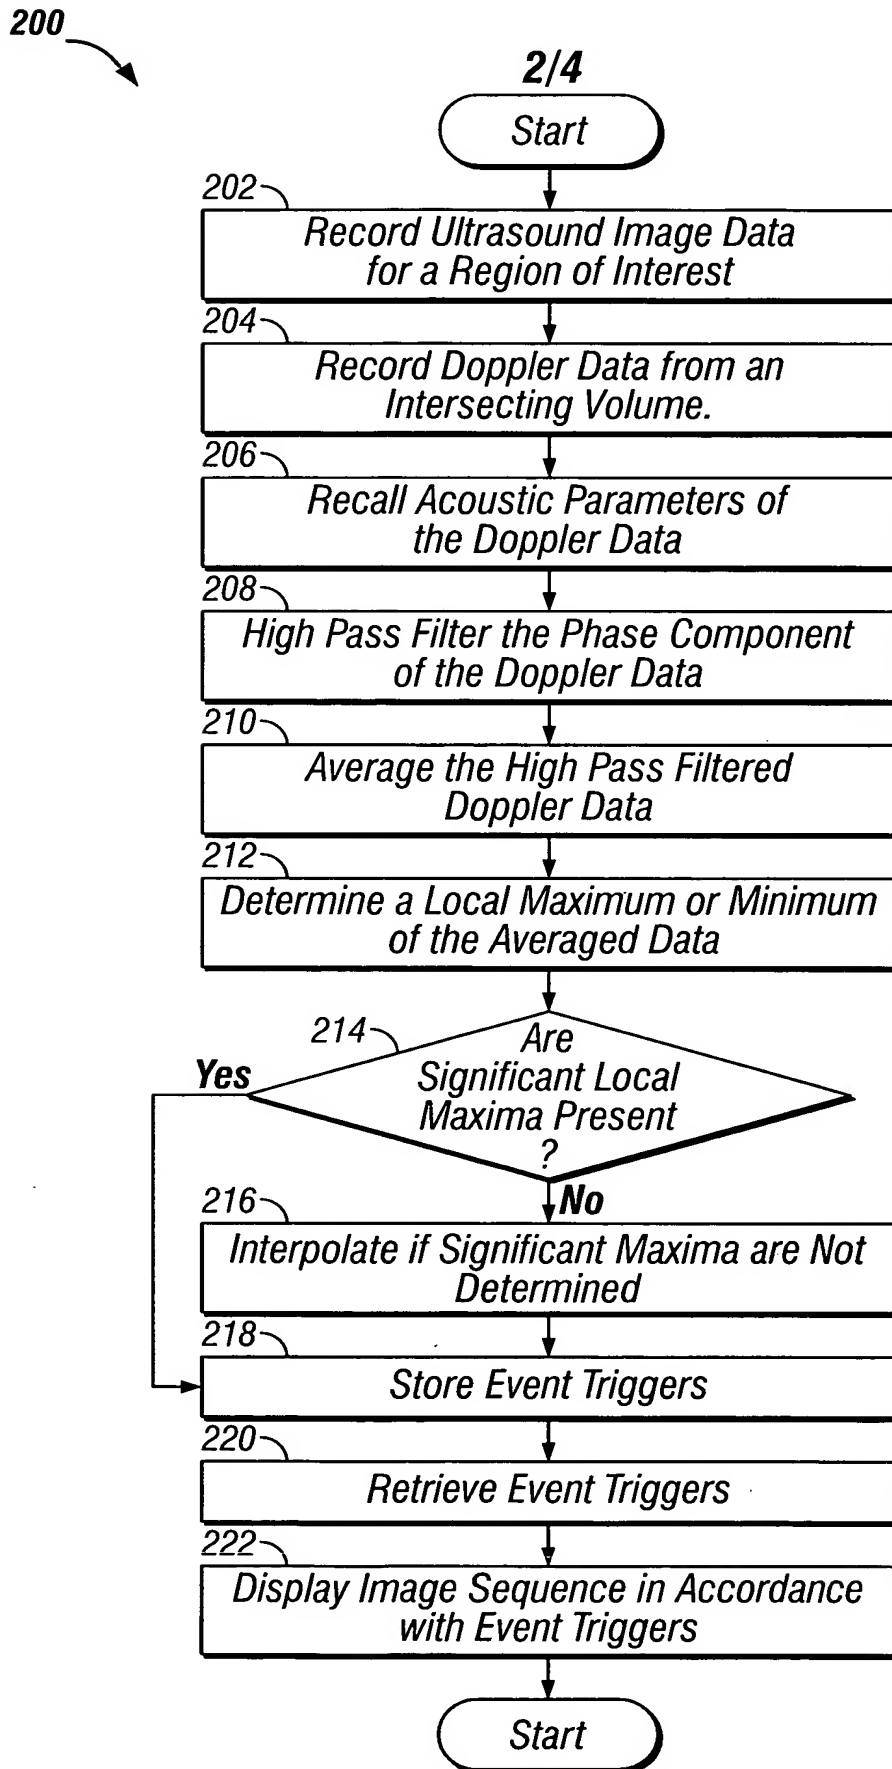 200
2/4
Start
202
Record Ultrasound Image Data
for a Region of Interest
204
Record Doppler Data from an
Intersecting Volume.
206
Recall Acoustic Parameters of
the Doppler Data
208
High Pass Filter the Phase Component
of the Doppler Data
210
Average the High Pass Filtered
Doppler Data
212
Determine a Local Maximum or Minimum
of the Averaged Data
214
Are
Significant Local
Maxima Present
?
Yes
No
216
Interpolate if Significant Maxima are Not
Determined
218
Store Event Triggers
220
Retrieve Event Triggers
222
Display Image Sequence in Accordance
with Event Triggers
Start